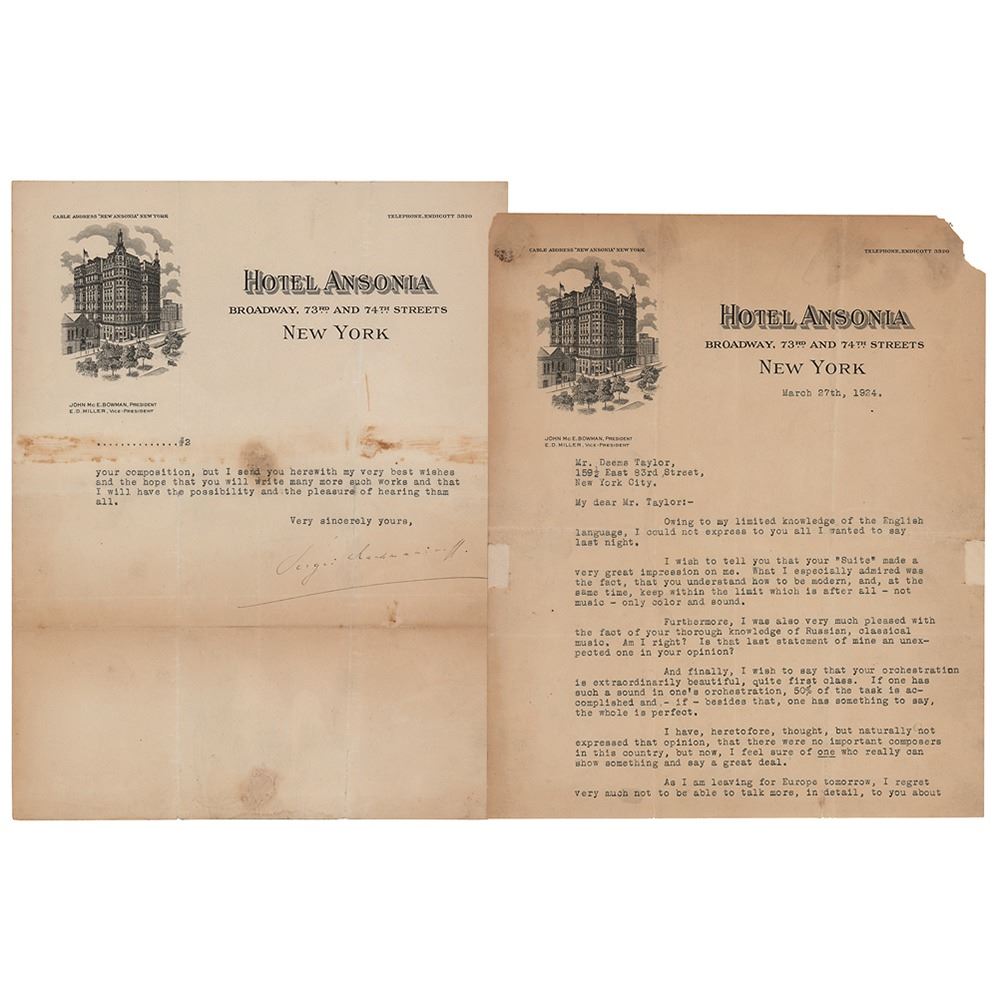 CABLE ADDRESS "NEW ANSONIA" NEW YORK
TELEPHONE, ENDICOTT 3320
HOTEL ANSONIA
BROADWAY, 73RD AND 74TH STREETS
NEW YORK
March 27th, 1924.
JOHN MC E. BOWMAN, PRESIDENT
E. D. MILLER, VICE-PRESIDENT
Mr. Deems Taylor,
159½ East 83rd Street,
New York City.
My dear Mr. Taylor:-
Owing to my limited knowledge of the English
language, I could not express to you all I wanted to say
last night.
I wish to tell you that your "Suite" made a
very great impression on me. What I especially admired was
the fact, that you understand how to be modern, and, at the
same time, keep within the limit which is after all - not
music - only color and sound.
Furthermore, I was also very much pleased with
the fact of your thorough knowledge of Russian, classical
music. Am I right? Is that last statement of mine an unex-
pected one in your opinion?
And finally, I wish to say that your orchestration
is extraordinarily beautiful, quite first class. If one has
such a sound in one's orchestration, 50% of the task is ac-
complished and - if - besides that, one has something to say,
the whole is perfect.
I have, heretofore, thought, but naturally not
expressed that opinion, that there were no important composers
in this country, but now, I feel sure of one who really can
show something and say a great deal.
As I am leaving for Europe tomorrow, I regret
very much not to be able to talk more, in detail, to you about
CABLE ADDRESS "NEW ANSONIA" NEW YORK
TELEPHONE, ENDICOTT 3320
HOTEL ANSONIA
BROADWAY, 73RD AND 74TH STREETS
NEW YORK
JOHN MC E. BOWMAN, PRESIDENT
E. D. MILLER, VICE-PRESIDENT
.............#2
your composition, but I send you herewith my very best wishes
and the hope that you will write many more such works and that
I will have the possibility and the pleasure of hearing tham
all.
Very sincerely yours,
Sergei Rachmaninoff.